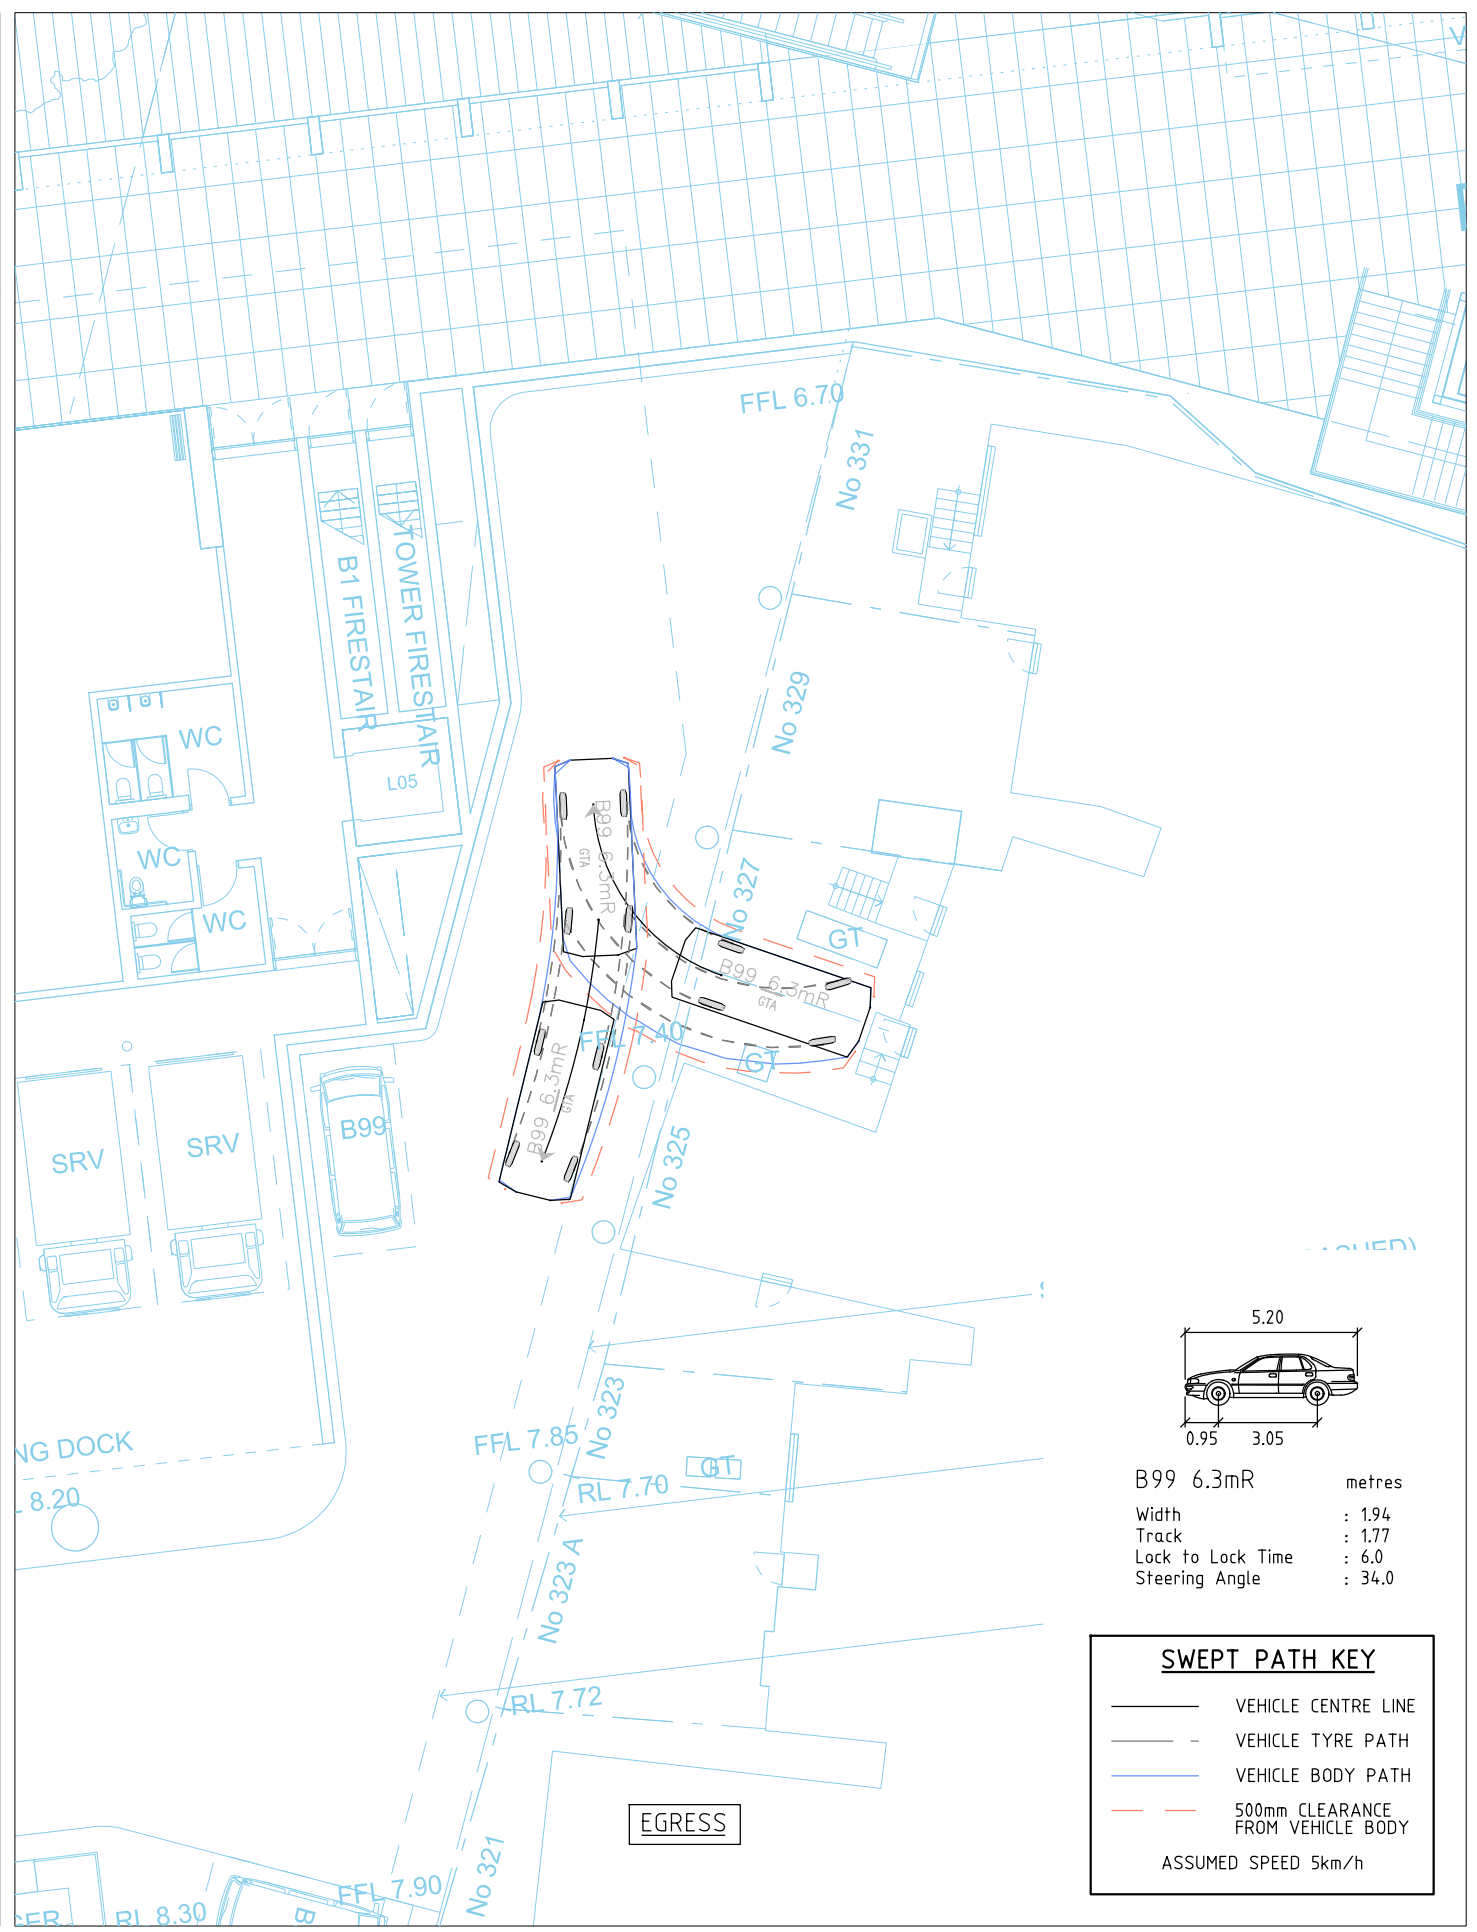 FFL 6.70
No 331
B1 FIRESTAIR
TOWER FIRESTAIR
No 329
WC
L05
B99 6.3mR
GTA
WC
No 327
WC
GT
B99 6.3mR
GTA
FFL 7.40
GT
B99 6.3mR
GTA
B99
SRV
SRV
No 325
5.20
0.95 3.05
No 323
FFL 7.85
NG DOCK
GT
RL 7.70
8.20
B99 6.3mR metres
Width : 1.94
Track : 1.77
Lock to Lock Time : 6.0
Steering Angle : 34.0
No 323 A
SWEPT PATH KEY
VEHICLE CENTRE LINE
RL 7.72
VEHICLE TYRE PATH
VEHICLE BODY PATH
500mm CLEARANCE
FROM VEHICLE BODY
EGRESS
ASSUMED SPEED 5km/h
No 321
FFL 7.90
RL 8.30
B